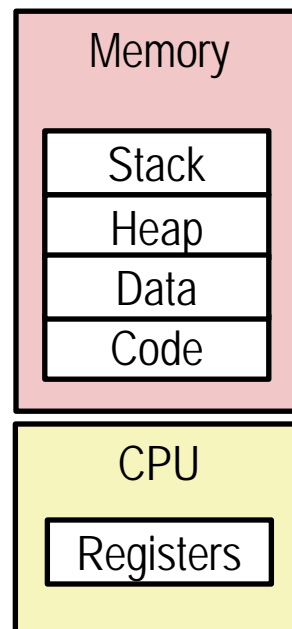 Memory
Stack
Heap
Data
Code
CPU
Registers